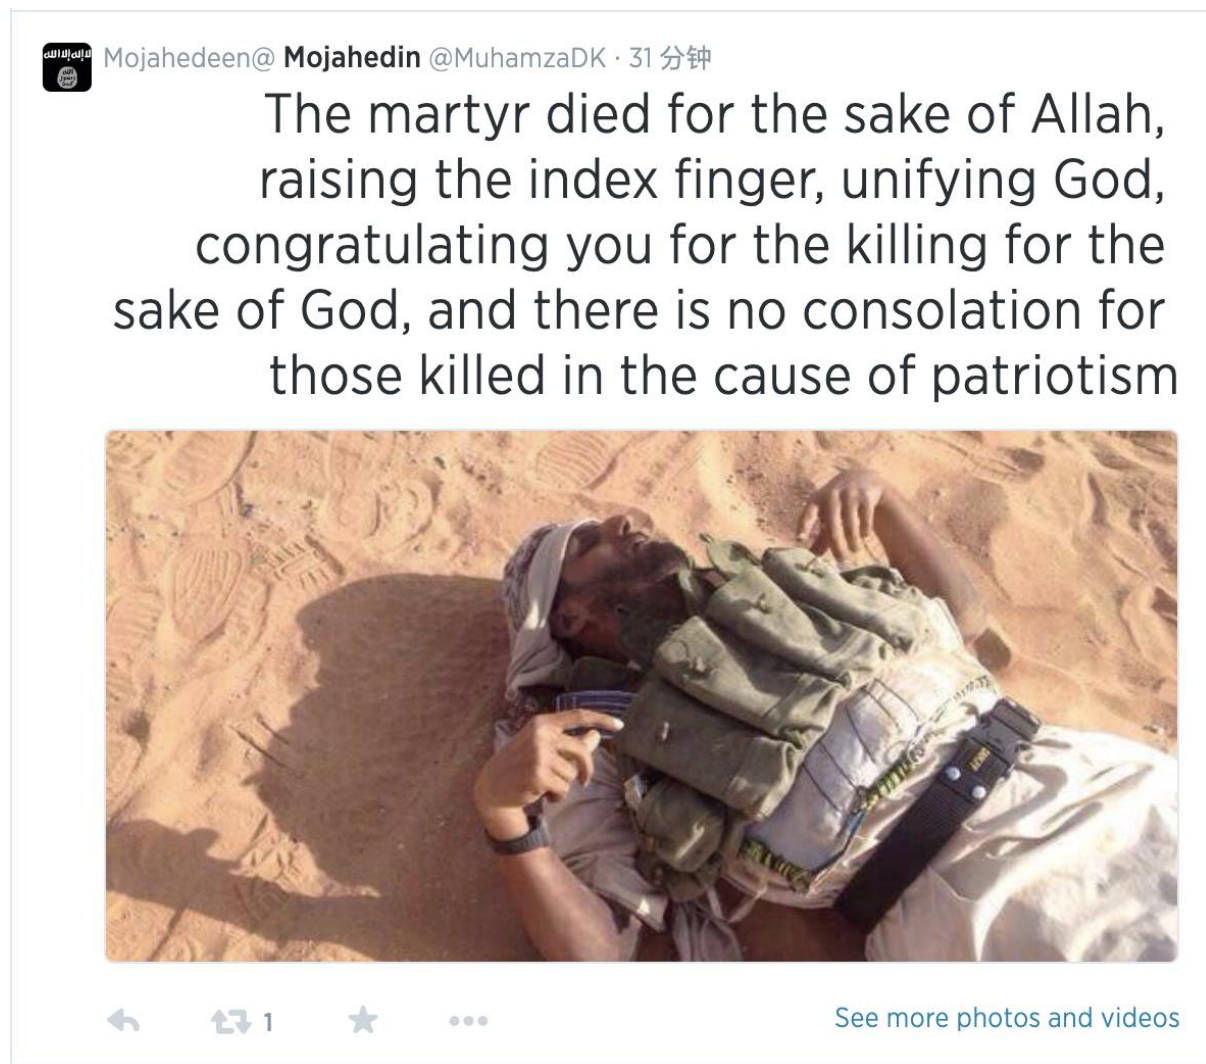 Mojahedeen@ Mojahedin @MuhamzaDK · 31 分钟
The martyr died for the sake of Allah,
raising the index finger, unifying God,
congratulating you for the killing for the
sake of God, and there is no consolation for
those killed in the cause of patriotism
1
See more photos and videos